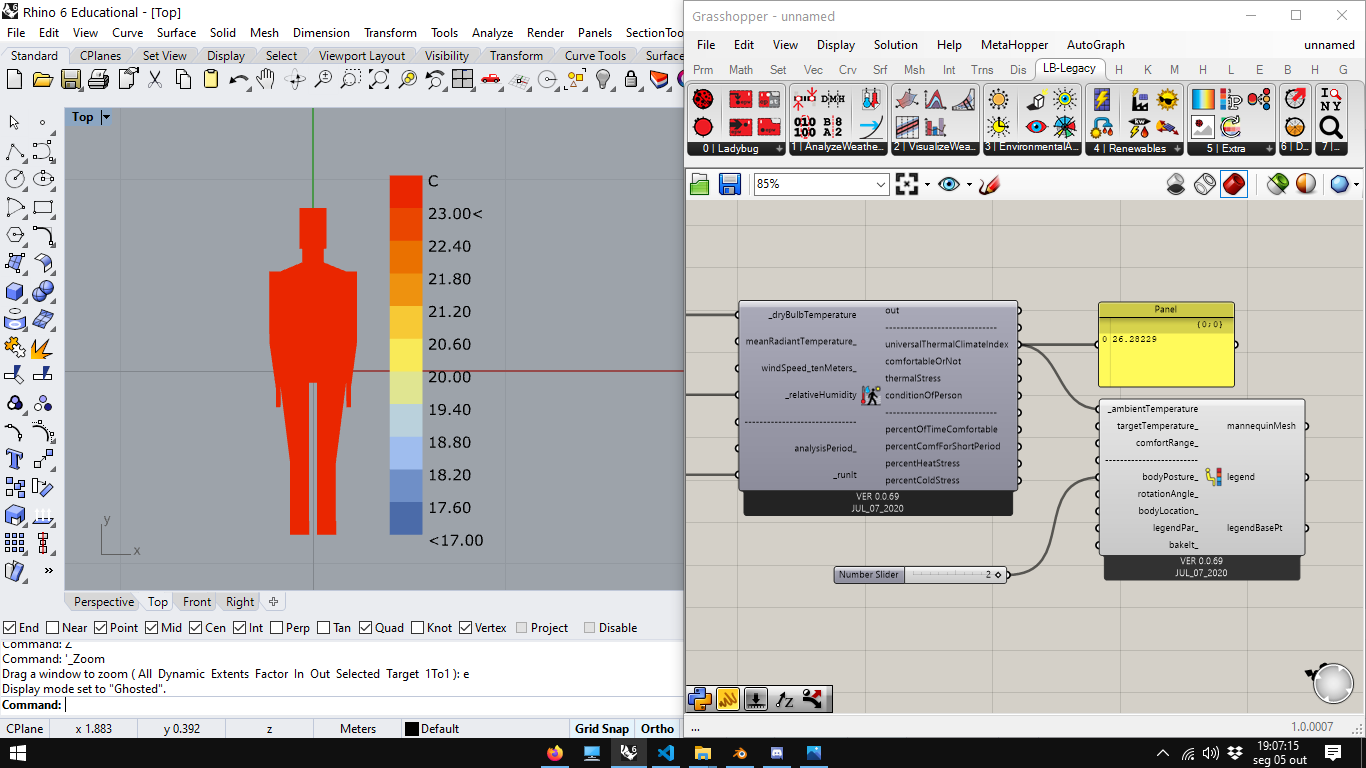 Rhino 6 Educational - [Top]
File Edit View Curve Surface Solid Mesh Dimension Transform Tools Analyze Render Panels SectionToo
Standard CPlanes Set View Display Select Viewport Layout Visibility Transform Curve Tools Surface
Top
C
23.00<
22.40
21.80
21.20
20.60
20.00
19.40
18.80
18.20
17.60
<17.00
y
x
Perspective Top Front Right
End Near Point Mid Cen Int Perp Tan Quad Knot Vertex Project Disable
Command: Z
Command: '_Zoom
Drag a window to zoom ( All Dynamic Extents Factor In Out Selected Target 1To1 ): e
Display mode set to "Ghosted".
Command:
CPlane x 1.883 y 0.392 z Meters Default Grid Snap Ortho
Grasshopper - unnamed
File Edit View Display Solution Help MetaHopper AutoGraph unnamed
Prm Math Set Vec Crv Srf Msh Int Trns Dis LB-Legacy H K M H L E B H G
0 | Ladybug 1 | AnalyzeWeathe... 2 | VisualizeWea... 3 | EnvironmentalA... 4 | Renewables 5 | Extra 6 | D... 7 |...
85%
_dryBulbTemperature
meanRadiantTemperature_
windSpeed_tenMeters_
_relativeHumidity
-----------------------------
analysisPeriod_
_runIt
out
-----------------------------
universalThermalClimateIndex
comfortableOrNot
thermalStress
conditionOfPerson
-----------------------------
percentOfTimeComfortable
percentComfForShortPeriod
percentHeatStress
percentColdStress
VER 0.0.69
JUL_07_2020
Panel
{0;0}
0 26.28229
_ambientTemperature
targetTemperature_
comfortRange_
------------------------
bodyPosture_
rotationAngle_
bodyLocation_
legendPar_
bakeIt_
mannequinMesh
legend
legendBasePt
VER 0.0.69
JUL_07_2020
Number Slider 2
...
1.0.0007
19:07:15
seg 05 out